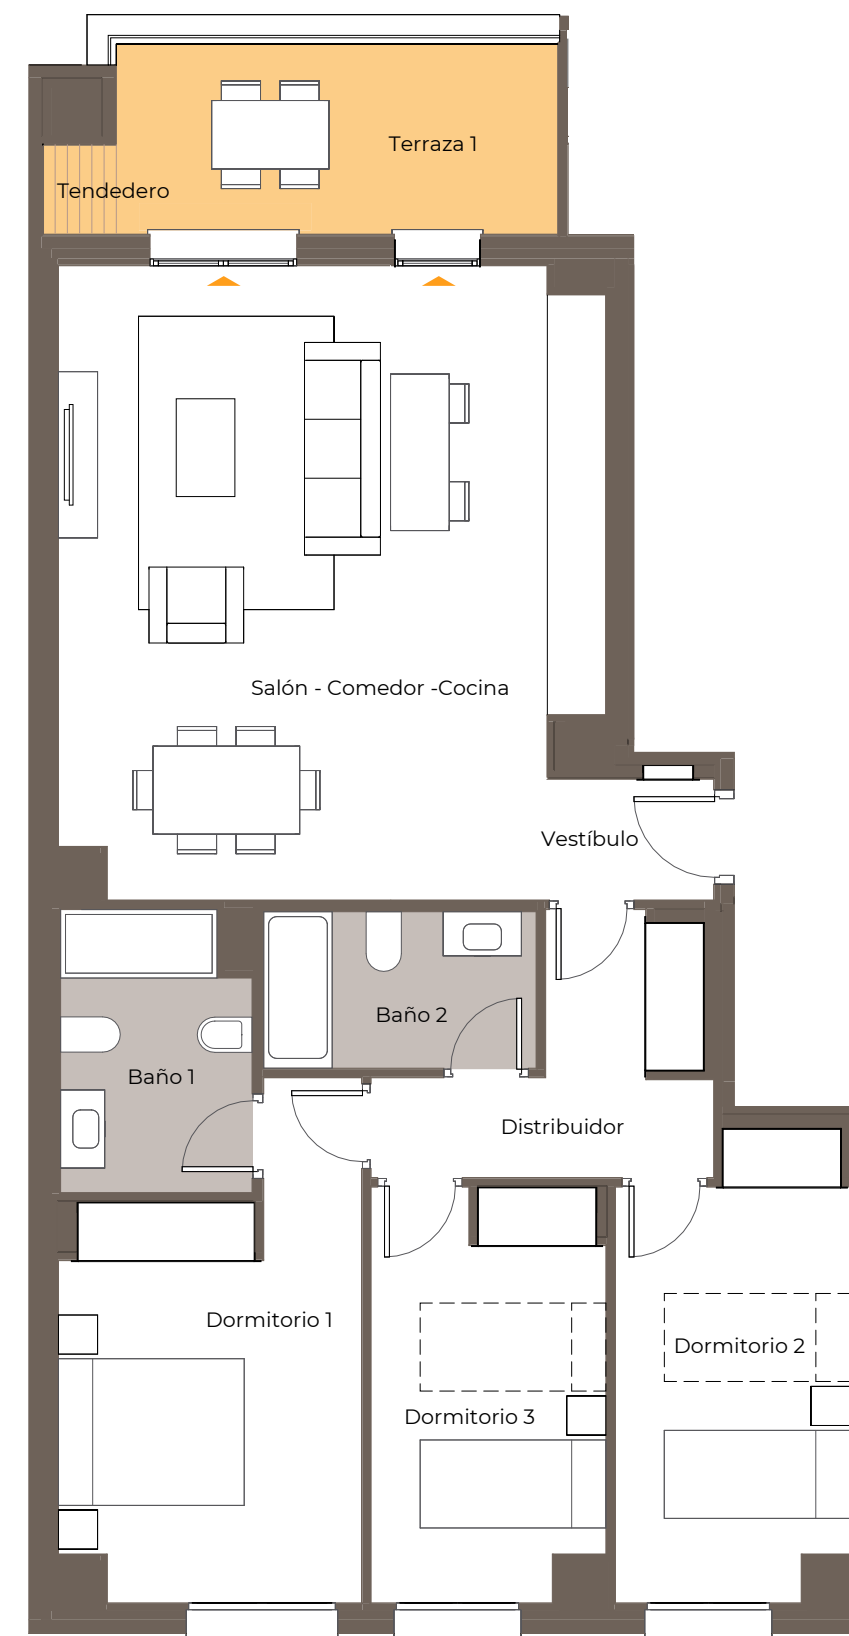 Terraza 1
Tendedero
Salón - Comedor -Cocina
Vestíbulo
Baño 2
Baño 1
Distribuidor
Dormitorio 1
Dormitorio 2
Dormitorio 3